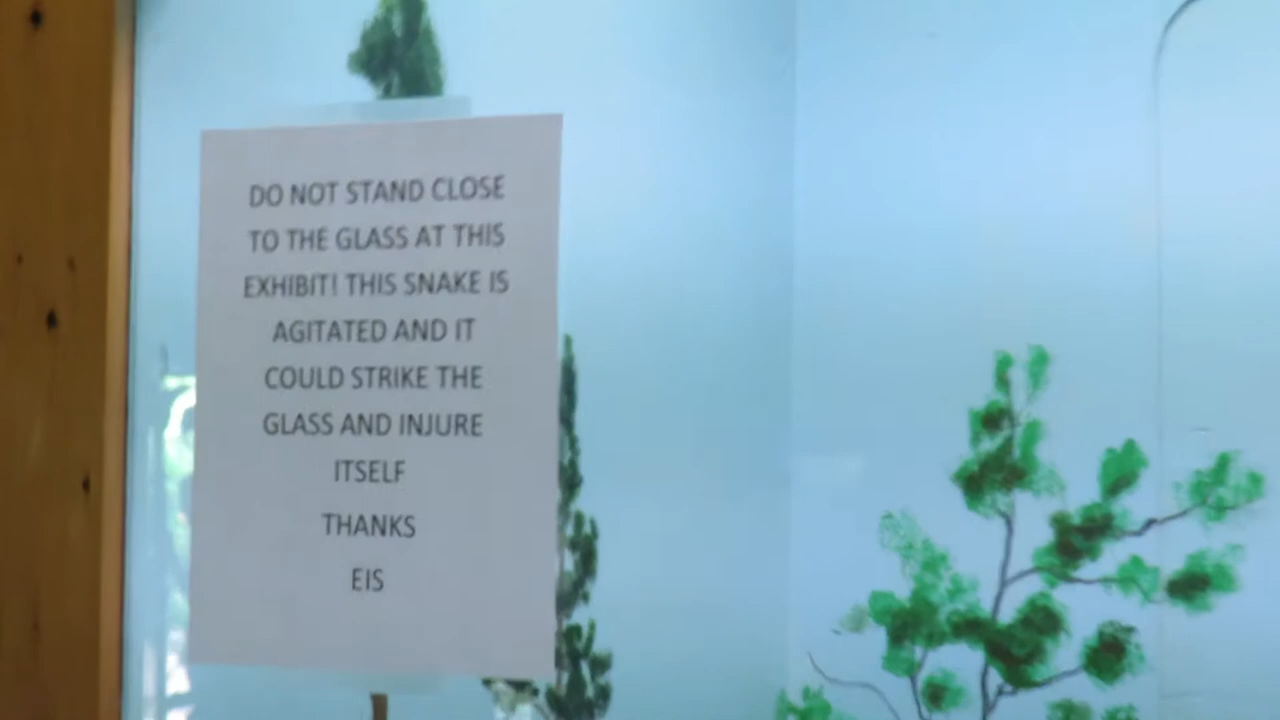 DO NOT STAND CLOSE
TO THE GLASS AT THIS
EXHIBIT! THIS SNAKE IS
AGITATED AND IT
COULD STRIKE THE
GLASS AND INJURE
ITSELF
THANKS
EIS